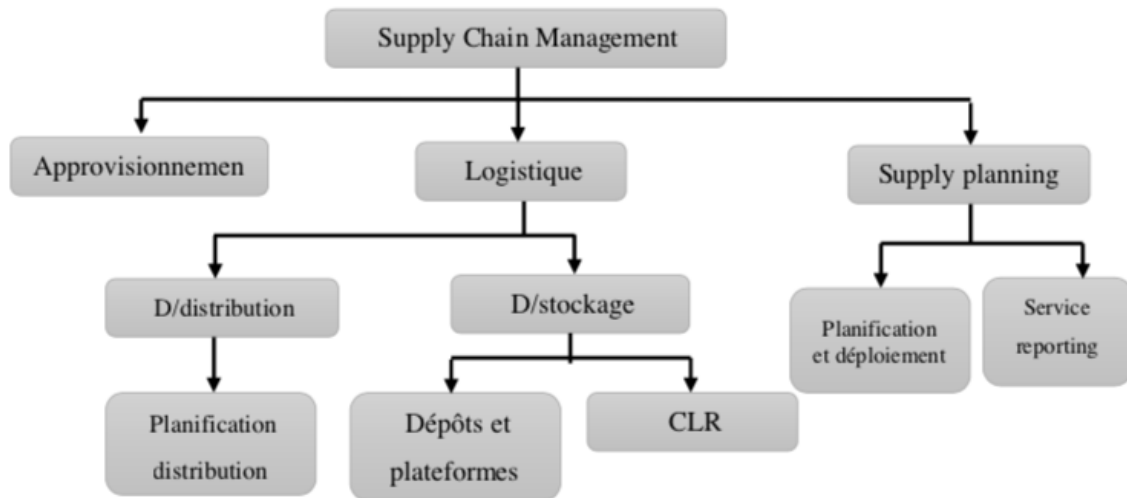 Supply Chain Management
Approvisionnemen
Logistique
Supply planning
D/distribution
D/stockage
Planification
et déploiement
Service
reporting
Planification
distribution
Dépôts et
plateformes
CLR